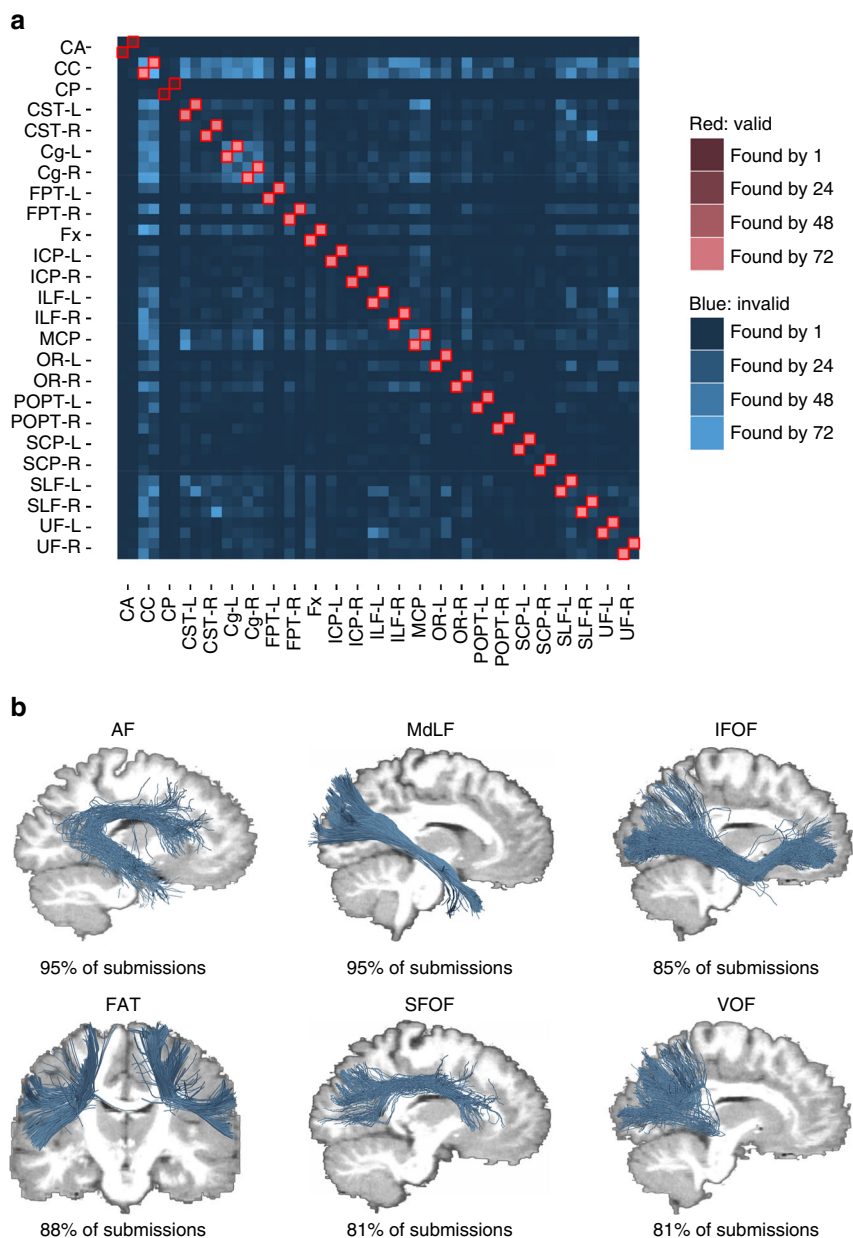 a
CA -
CC -
CP -
CST-L -
CST-R -
Cg-L -
Cg-R -
FPT-L -
FPT-R -
Fx -
ICP-L -
ICP-R -
ILF-L -
ILF-R -
MCP -
OR-L -
OR-R -
POPT-L -
POPT-R -
SCP-L -
SCP-R -
SLF-L -
SLF-R -
UF-L -
UF-R -
CA -
CC -
CP -
CST-L -
CST-R -
Cg-L -
Cg-R -
FPT-L -
FPT-R -
Fx -
ICP-L -
ICP-R -
ILF-L -
ILF-R -
MCP -
OR-L -
OR-R -
POPT-L -
POPT-R -
SCP-L -
SCP-R -
SLF-L -
SLF-R -
UF-L -
UF-R -
Red: valid
Found by 1
Found by 24
Found by 48
Found by 72
Blue: invalid
Found by 1
Found by 24
Found by 48
Found by 72
b
AF
MdLF
IFOF
95% of submissions
95% of submissions
85% of submissions
FAT
SFOF
VOF
88% of submissions
81% of submissions
81% of submissions